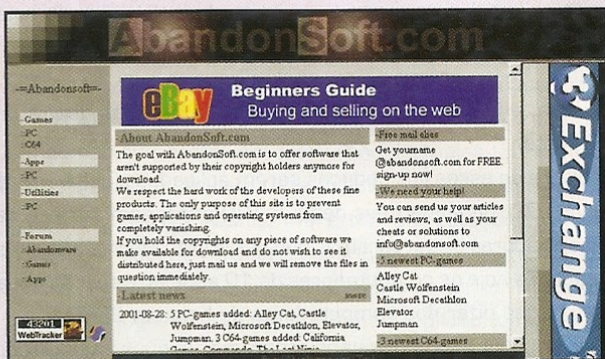 AbandonSoft.com
-=Abandonsoft=-
-Games
:PC
:C64
-Apps
:PC
-Utilities
:PC
-Forum
:Abandonware
:Games
:Apps
WebTracker
ebay
Beginners Guide
Buying and selling on the web
-About AbandonSoft.com
The goal with AbandonSoft.com is to offer software that
aren't supported by their copyright holders anymore for
download.
We respect the hard work of the developers of these fine
products. The only purpose of this site is to prevent
games, applications and operating systems from
completely vanishing.
If you hold the copyrights on any piece of software we
make available for download and do not wish to see it
distributed here, just mail us and we will remove the files in
question immediately.
-Latest news
more
2001-08-28: 5 PC-games added: Alley Cat, Castle
Wolfenstein, Microsoft Decathlon, Elevator,
Jumpman, 3 C64-games added: California
Games, Commando, The Last Ninja
-Free mail alias
Get yourname
@abandonsoft.com for FREE
sign-up now!
-We need your help!
You can send us your articles
and reviews, as well as your
cheats or solutions to
info@abandonsoft.com
-5 newest PC-games
Alley Cat
Castle Wolfenstein
Microsoft Decathlon
Elevator
Jumpman
-3 newest C64-games
Exchange